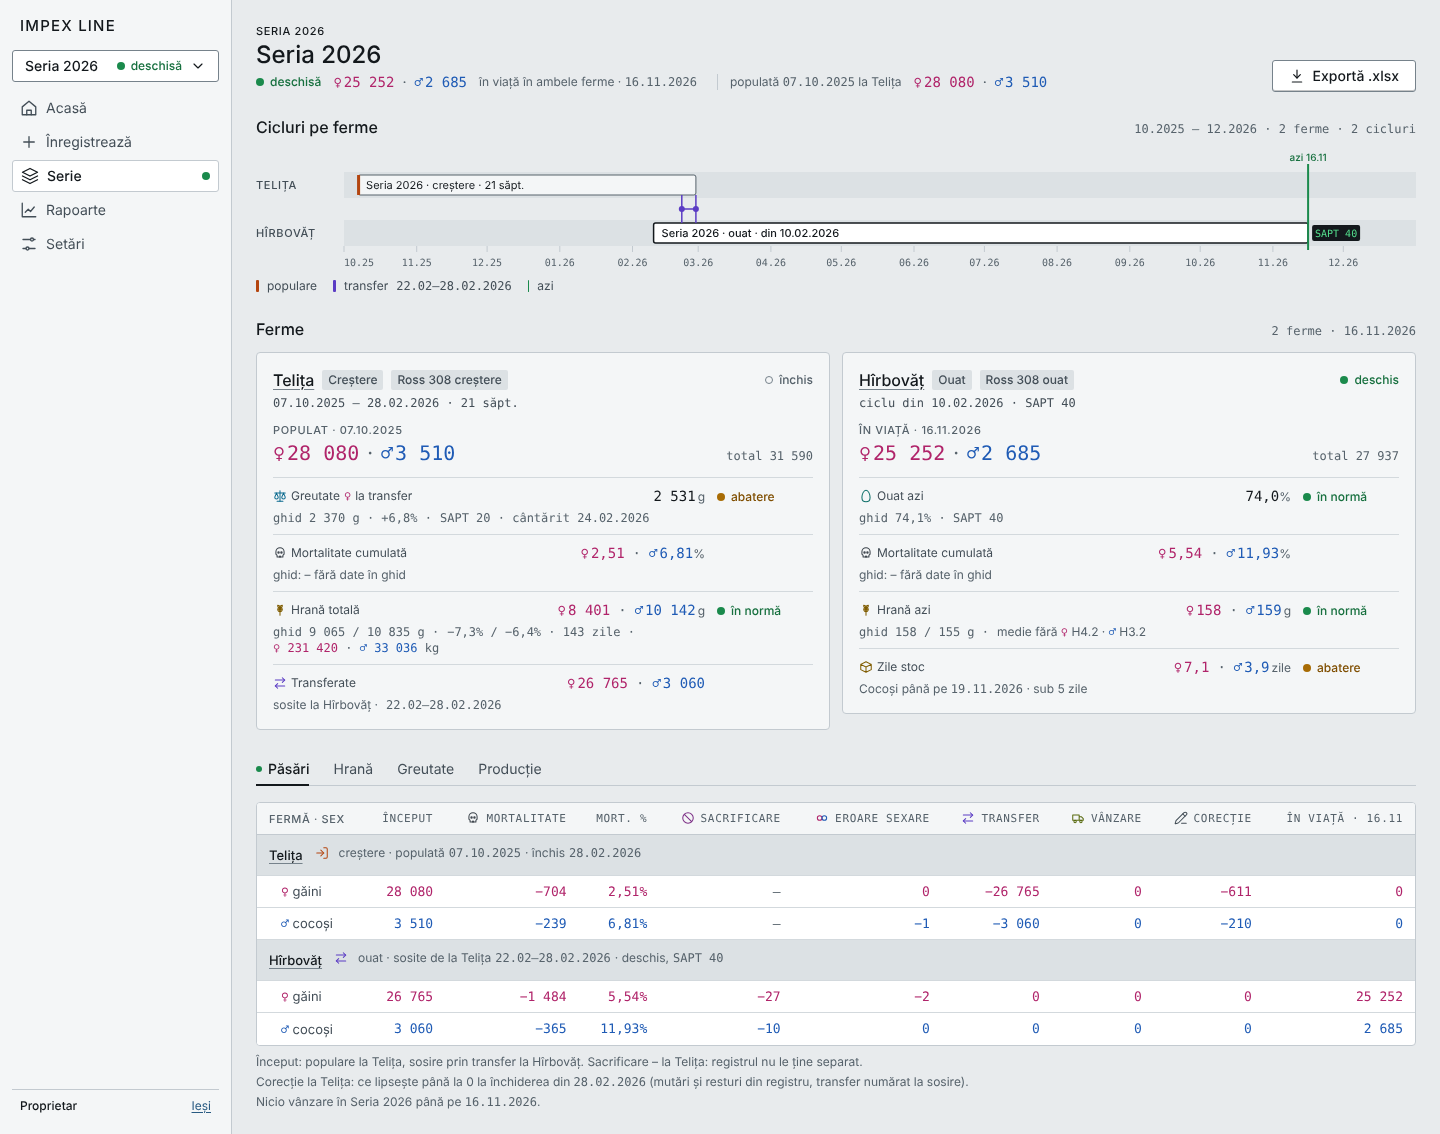 IMPEX LINE
Seria 2026 deschisă
Acasă
Înregistrează
Serie
Rapoarte
Setări
Proprietar Ieși
SERIA 2026
Seria 2026
deschisă ♀25 252 · ♂2 685 în viață în ambele ferme · 16.11.2026 populată 07.10.2025 la Telița ♀28 080 · ♂3 510
Exportă .xlsx
Cicluri pe ferme
10.2025 – 12.2026 · 2 ferme · 2 cicluri
azi 16.11
TELIȚA Seria 2026 · creștere · 21 săpt.
HÎRBOVĂȚ Seria 2026 · ouat · din 10.02.2026 SAPT 40
10.25 11.25 12.25 01.26 02.26 03.26 04.26 05.26 06.26 07.26 08.26 09.26 10.26 11.26 12.26
populare transfer 22.02–28.02.2026 azi
Ferme
2 ferme · 16.11.2026
Telița Creștere Ross 308 creștere închis
07.10.2025 – 28.02.2026 · 21 săpt.
POPULAT · 07.10.2025
♀28 080 · ♂3 510 total 31 590
Greutate ♀ la transfer 2 531 g abatere
ghid 2 370 g · +6,8% · SAPT 20 · cântărit 24.02.2026
Mortalitate cumulată ♀2,51 · ♂6,81%
ghid: – fără date în ghid
Hrană totală ♀8 401 · ♂10 142 g în normă
ghid 9 065 / 10 835 g · −7,3% / −6,4% · 143 zile ·
♀ 231 420 · ♂ 33 036 kg
Transferate ♀26 765 · ♂3 060
sosite la Hîrbovăț · 22.02–28.02.2026
Hîrbovăț Ouat Ross 308 ouat deschis
ciclu din 10.02.2026 · SAPT 40
ÎN VIAȚĂ · 16.11.2026
♀25 252 · ♂2 685 total 27 937
Ouat azi 74,0% în normă
ghid 74,1% · SAPT 40
Mortalitate cumulată ♀5,54 · ♂11,93%
ghid: – fără date în ghid
Hrană azi ♀158 · ♂159 g în normă
ghid 158 / 155 g · medie fără ♀ H4.2 · ♂ H3.2
Zile stoc ♀7,1 · ♂3,9 zile abatere
Cocoși până pe 19.11.2026 · sub 5 zile
Păsări Hrană Greutate Producție
FERMĂ · SEX ÎNCEPUT MORTALITATE MORT. % SACRIFICARE EROARE SEXARE TRANSFER VÂNZARE CORECȚIE ÎN VIAȚĂ · 16.11
Telița creștere · populată 07.10.2025 · închis 28.02.2026
♀ găini 28 080 −704 2,51% – 0 −26 765 0 −611 0
♂ cocoși 3 510 −239 6,81% – −1 −3 060 0 −210 0
Hîrbovăț ouat · sosite de la Telița 22.02–28.02.2026 · deschis, SAPT 40
♀ găini 26 765 −1 484 5,54% −27 −2 0 0 0 25 252
♂ cocoși 3 060 −365 11,93% −10 0 0 0 0 2 685
Început: populare la Telița, sosire prin transfer la Hîrbovăț. Sacrificare – la Telița: registrul nu le ține separat.
Corecție la Telița: ce lipsește până la 0 la închiderea din 28.02.2026 (mutări și resturi din registru, transfer numărat la sosire).
Nicio vânzare în Seria 2026 până pe 16.11.2026.